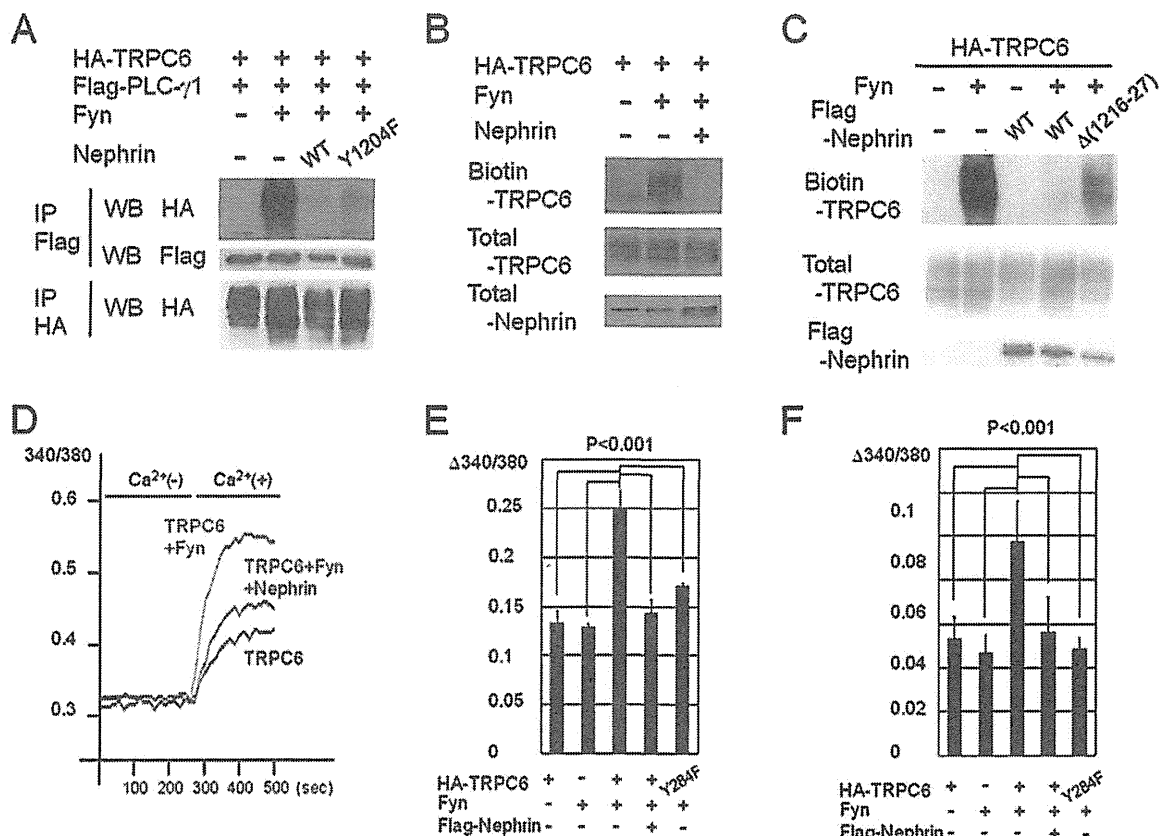 A
HA-TRPC6 + + + +
Flag-PLC-γ1 + + + +
Fyn - + + +
Nephrin - - WT Y1204F
IP Flag WB HA
WB Flag
IP HA WB HA
B
HA-TRPC6 + + +
Fyn - + +
Nephrin - - +
Biotin
-TRPC6
Total
-TRPC6
Total
-Nephrin
C
HA-TRPC6
Fyn - + - + +
Flag
-Nephrin - - WT WT Δ(1216-27)
Biotin
-TRPC6
Total
-TRPC6
Flag
-Nephrin
D
340/380
Ca²⁺(-) Ca²⁺(+)
0.6
TRPC6
+Fyn
0.5
TRPC6+Fyn
+Nephrin
0.4
TRPC6
0.3
100 200 300 400 500 (sec)
E
P<0.001
Δ340/380
0.25
0.2
0.15
0.1
0.05
0
HA-TRPC6 + - + + Y284F
Fyn - + + + +
Flag-Nephrin - - - + -
F
P<0.001
Δ340/380
0.1
0.08
0.06
0.04
0.02
0
HA-TRPC6 + - + + Y284F
Fyn - + + + +
Flag-Nephrin - - - + -